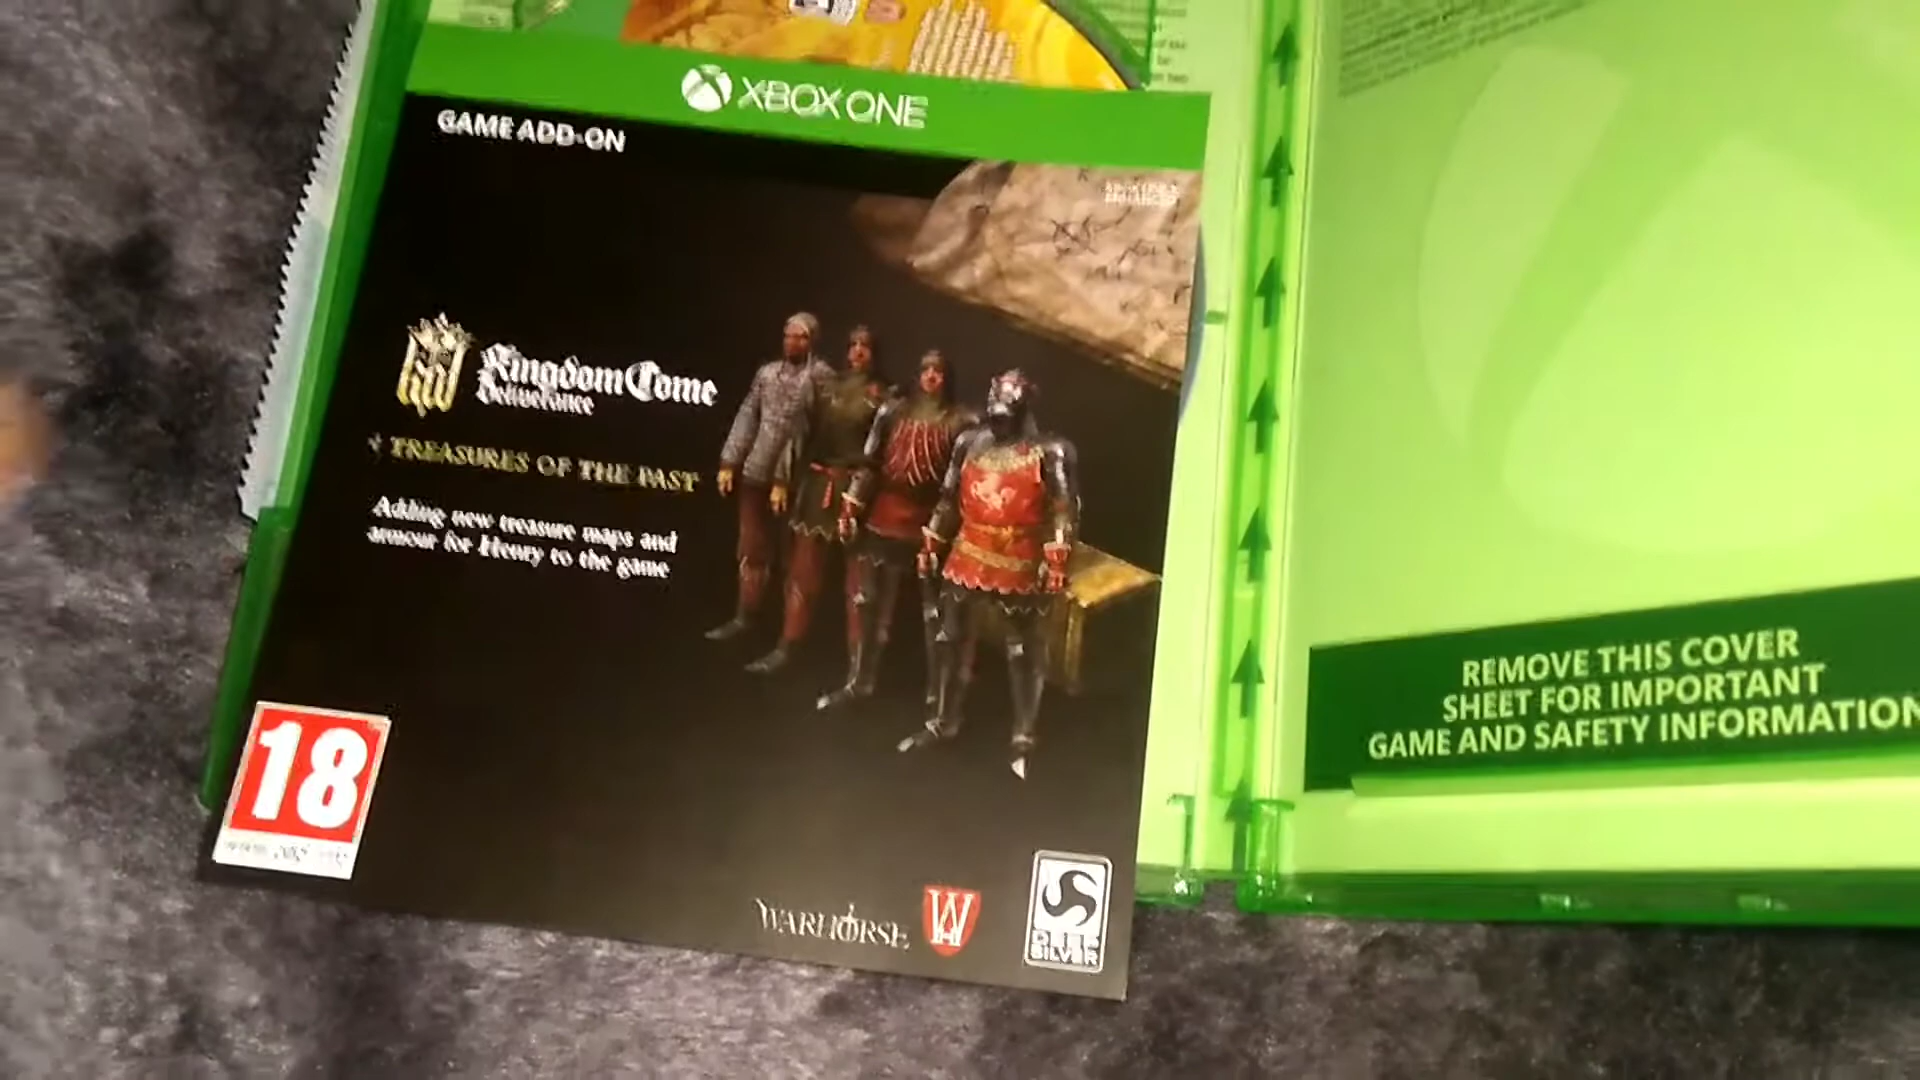 XBOX ONE
GAME ADD-ON
Kingdom Come
Deliverance
+ TREASURES OF THE PAST
Adding new treasure maps and
armour for Henry to the game
18
WARHORSE
DEEP
SILVER
REMOVE THIS COVER
SHEET FOR IMPORTANT
GAME AND SAFETY INFORMATION